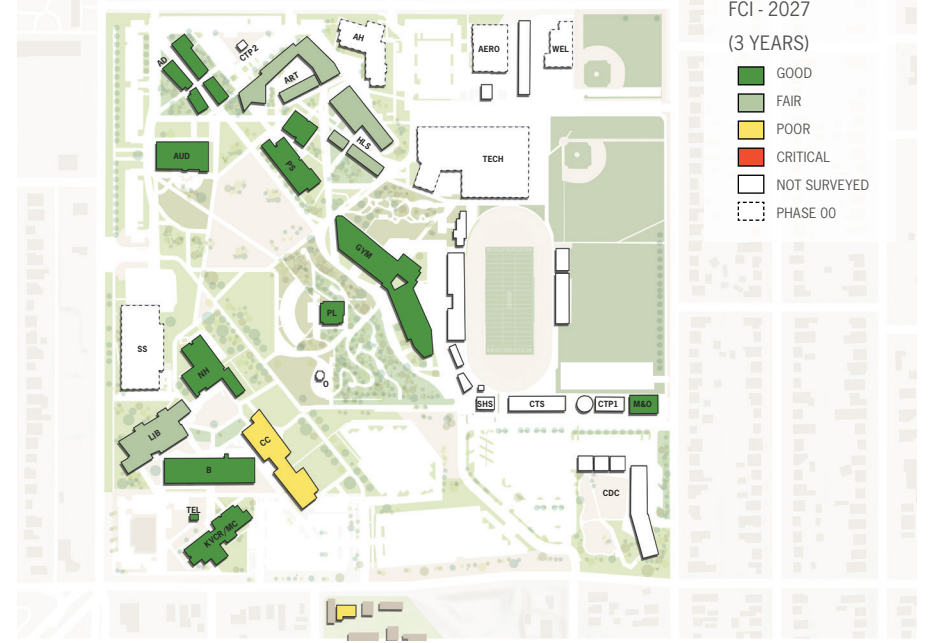 FCI - 2027
(3 YEARS)
GOOD
FAIR
POOR
CRITICAL
NOT SURVEYED
PHASE 00
AD
CTP2
ART
AH
AERO
WEL
HLS
AUD
PS
TECH
GYM
PL
SS
NH
O
SHS
CTS
CTP1
M&O
LIB
CC
B
CDC
TEL
KVCR/MC